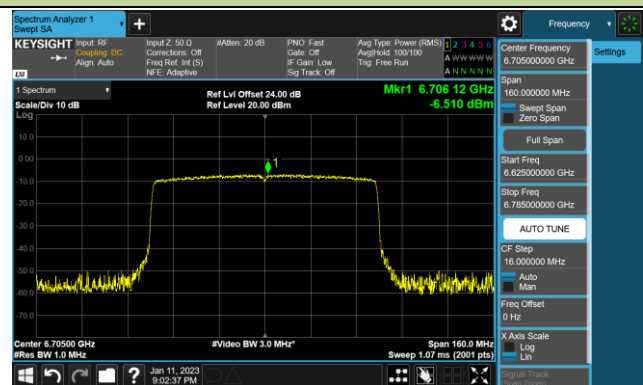 Spectrum Analyzer 1
Swept SA
Frequency
KEYSIGHT
Input: RF
Coupling: DC
Align: Auto
Input Z: 50 Ω
Corrections: Off
Freq Ref: Int (S)
NFE: Adaptive
#Atten: 20 dB
PNO: Fast
Gate: Off
IF Gain: Low
Sig Track: Off
Avg Type: Power (RMS)
Avg|Hold: 100/100
Trig: Free Run
1 2 3 4 5 6
A W W W W W
A N N N N N
LXI
Center Frequency
6.705000000 GHz
Settings
Span
160.000000 MHz
Swept Span
Zero Span
Full Span
Start Freq
6.625000000 GHz
Stop Freq
6.785000000 GHz
AUTO TUNE
CF Step
16.000000 MHz
Auto
Man
Freq Offset
0 Hz
X Axis Scale
Log
Lin
Signal Track
1 Spectrum
Scale/Div 10 dB
Log
Ref Lvl Offset 24.00 dB
Ref Level 20.00 dBm
Mkr1 6.706 12 GHz
-6.510 dBm
1
10.0
0.00
-10.0
-20.0
-30.0
-40.0
-50.0
-60.0
-70.0
Center 6.70500 GHz
#Res BW 1.0 MHz
#Video BW 3.0 MHz*
Span 160.0 MHz
Sweep 1.07 ms (2001 pts)
Jan 11, 2023
9:02:37 PM